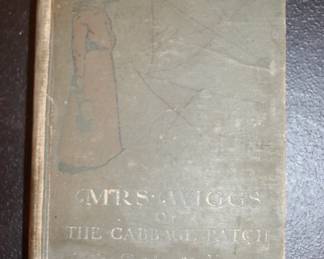 MRS · WIGGS
OF
THE CABBAGE PATCH